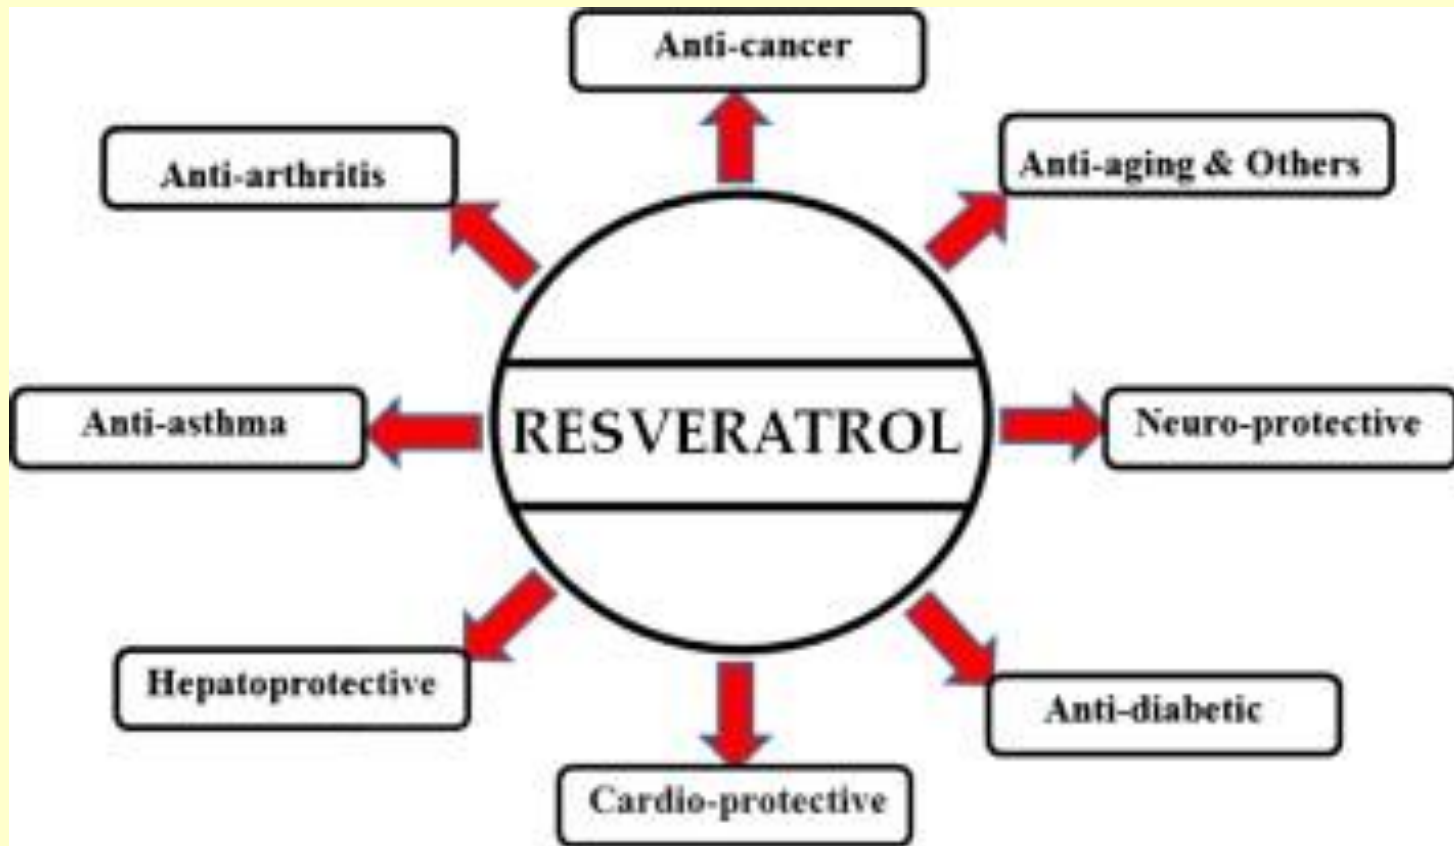 Anti-cancer
Anti-arthritis
Anti-aging & Others
Anti-asthma
RESVERATROL
Neuro-protective
Hepatoprotective
Anti-diabetic
Cardio-protective